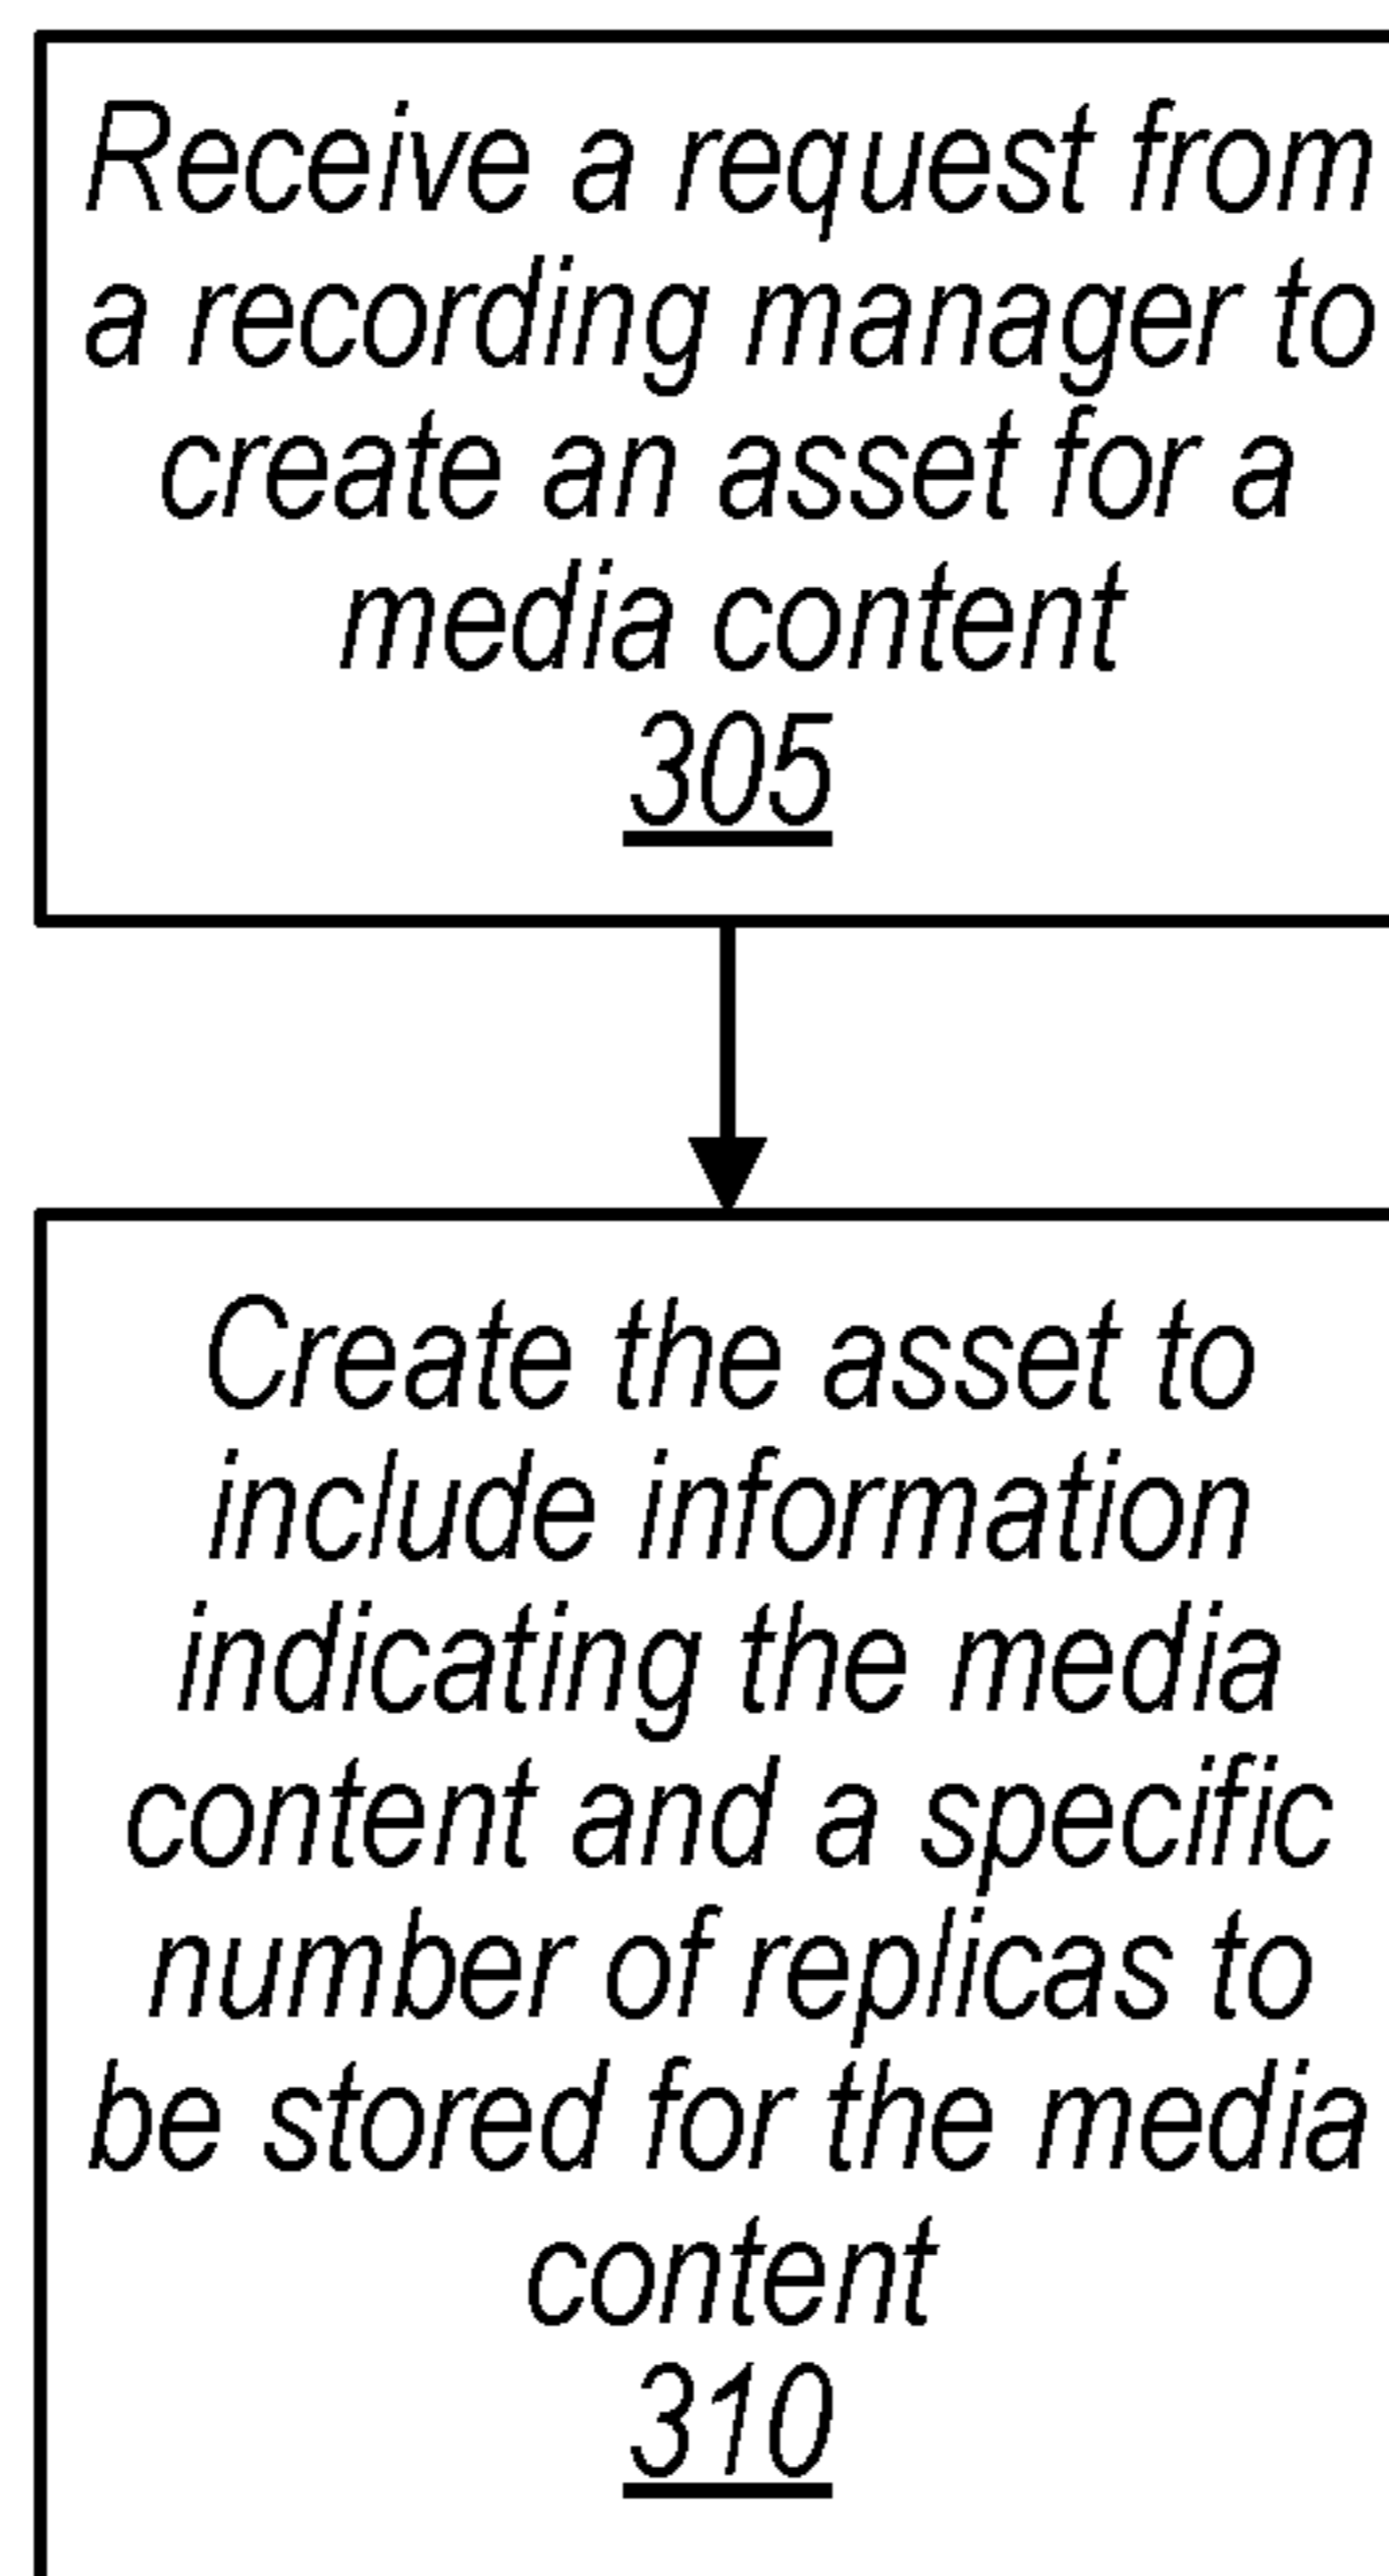 Receive a request from
a recording manager to
create an asset for a
media content
305
Create the asset to
include information
indicating the media
content and a specific
number of replicas to
be stored for the media
content
310